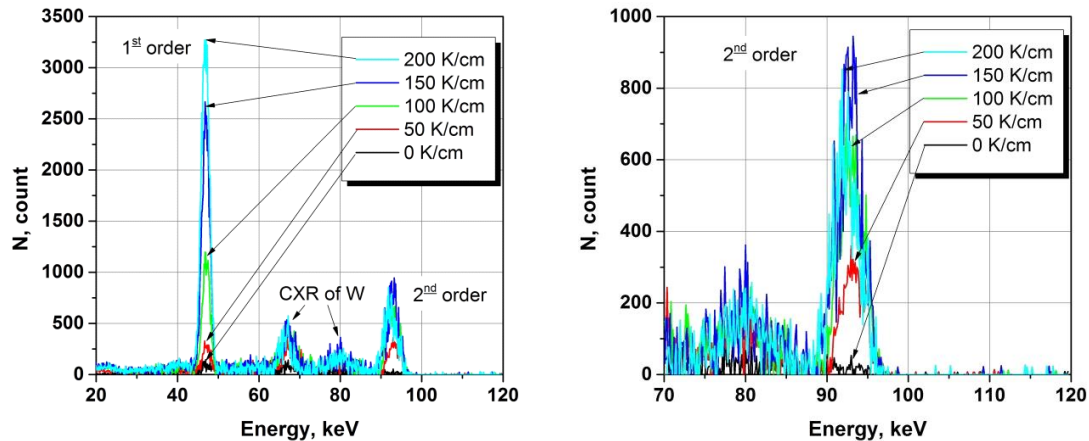 3500
3000
2500
2000
1500
1000
500
0
N, count
1st order
200 K/cm
150 K/cm
100 K/cm
50 K/cm
0 K/cm
CXR of W
2nd order
20 40 60 80 100 120
Energy, keV
1000
800
600
400
200
0
N, count
2nd order
200 K/cm
150 K/cm
100 K/cm
50 K/cm
0 K/cm
70 80 90 100 110 120
Energy, keV